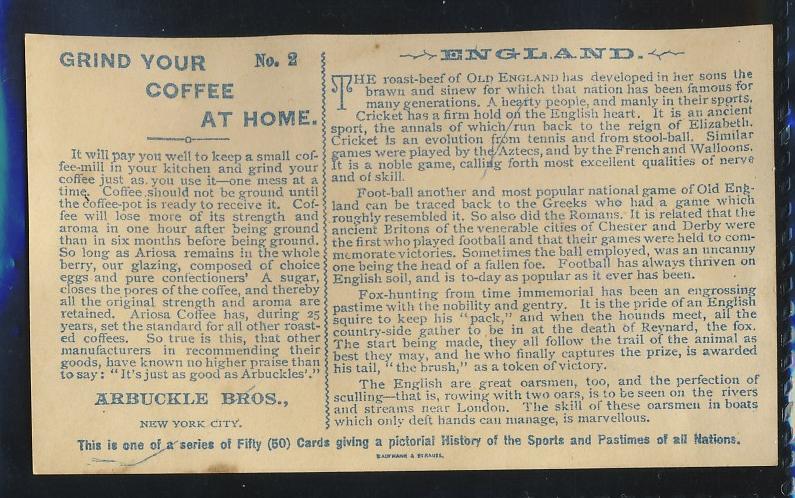 GRIND YOUR No. 2
COFFEE
AT HOME.
It will pay you well to keep a small cof-
fee-mill in your kitchen and grind your
coffee just as you use it—one mess at a
time. Coffee should not be ground until
the coffee-pot is ready to receive it. Cof-
fee will lose more of its strength and
aroma in one hour after being ground
than in six months before being ground.
So long as Ariosa remains in the whole
berry, our glazing, composed of choice
eggs and pure confectioners' A sugar,
closes the pores of the coffee, and thereby
all the original strength and aroma are
retained. Ariosa Coffee has, during 25
years, set the standard for all other roast-
ed coffees. So true is this, that other
manufacturers in recommending their
goods, have known no higher praise than
to say: "It's just as good as Arbuckles'."
ARBUCKLE BROS.,
NEW YORK CITY.
ENGLAND.
THE roast-beef of OLD ENGLAND has developed in her sons the
brawn and sinew for which that nation has been famous for
many generations. A hearty people, and manly in their sports.
Cricket has a firm hold on the English heart. It is an ancient
sport, the annals of which run back to the reign of Elizabeth.
Cricket is an evolution from tennis and from stool-ball. Similar
games were played by the Aztecs, and by the French and Walloons.
It is a noble game, calling forth most excellent qualities of nerve
and of skill.
Foot-ball another and most popular national game of Old Eng-
land can be traced back to the Greeks who had a game which
roughly resembled it. So also did the Romans. It is related that the
ancient Britons of the venerable cities of Chester and Derby were
the first who played football and that their games were held to com-
memorate victories. Sometimes the ball employed, was an uncanny
one being the head of a fallen foe. Football has always thriven on
English soil, and is to-day as popular as it ever has been.
Fox-hunting from time immemorial has been an engrossing
pastime with the nobility and gentry. It is the pride of an English
squire to keep his "pack," and when the hounds meet, all the
country-side gather to be in at the death of Reynard, the fox.
The start being made, they all follow the trail of the animal as
best they may, and he who finally captures the prize, is awarded
his tail, "the brush," as a token of victory.
The English are great oarsmen, too, and the perfection of
sculling—that is, rowing with two oars, is to be seen on the rivers
and streams near London. The skill of these oarsmen in boats
which only deft hands can manage, is marvellous.
This is one of a series of Fifty (50) Cards giving a pictorial History of the Sports and Pastimes of all Nations.
KAUFMANN & STRAUSS,